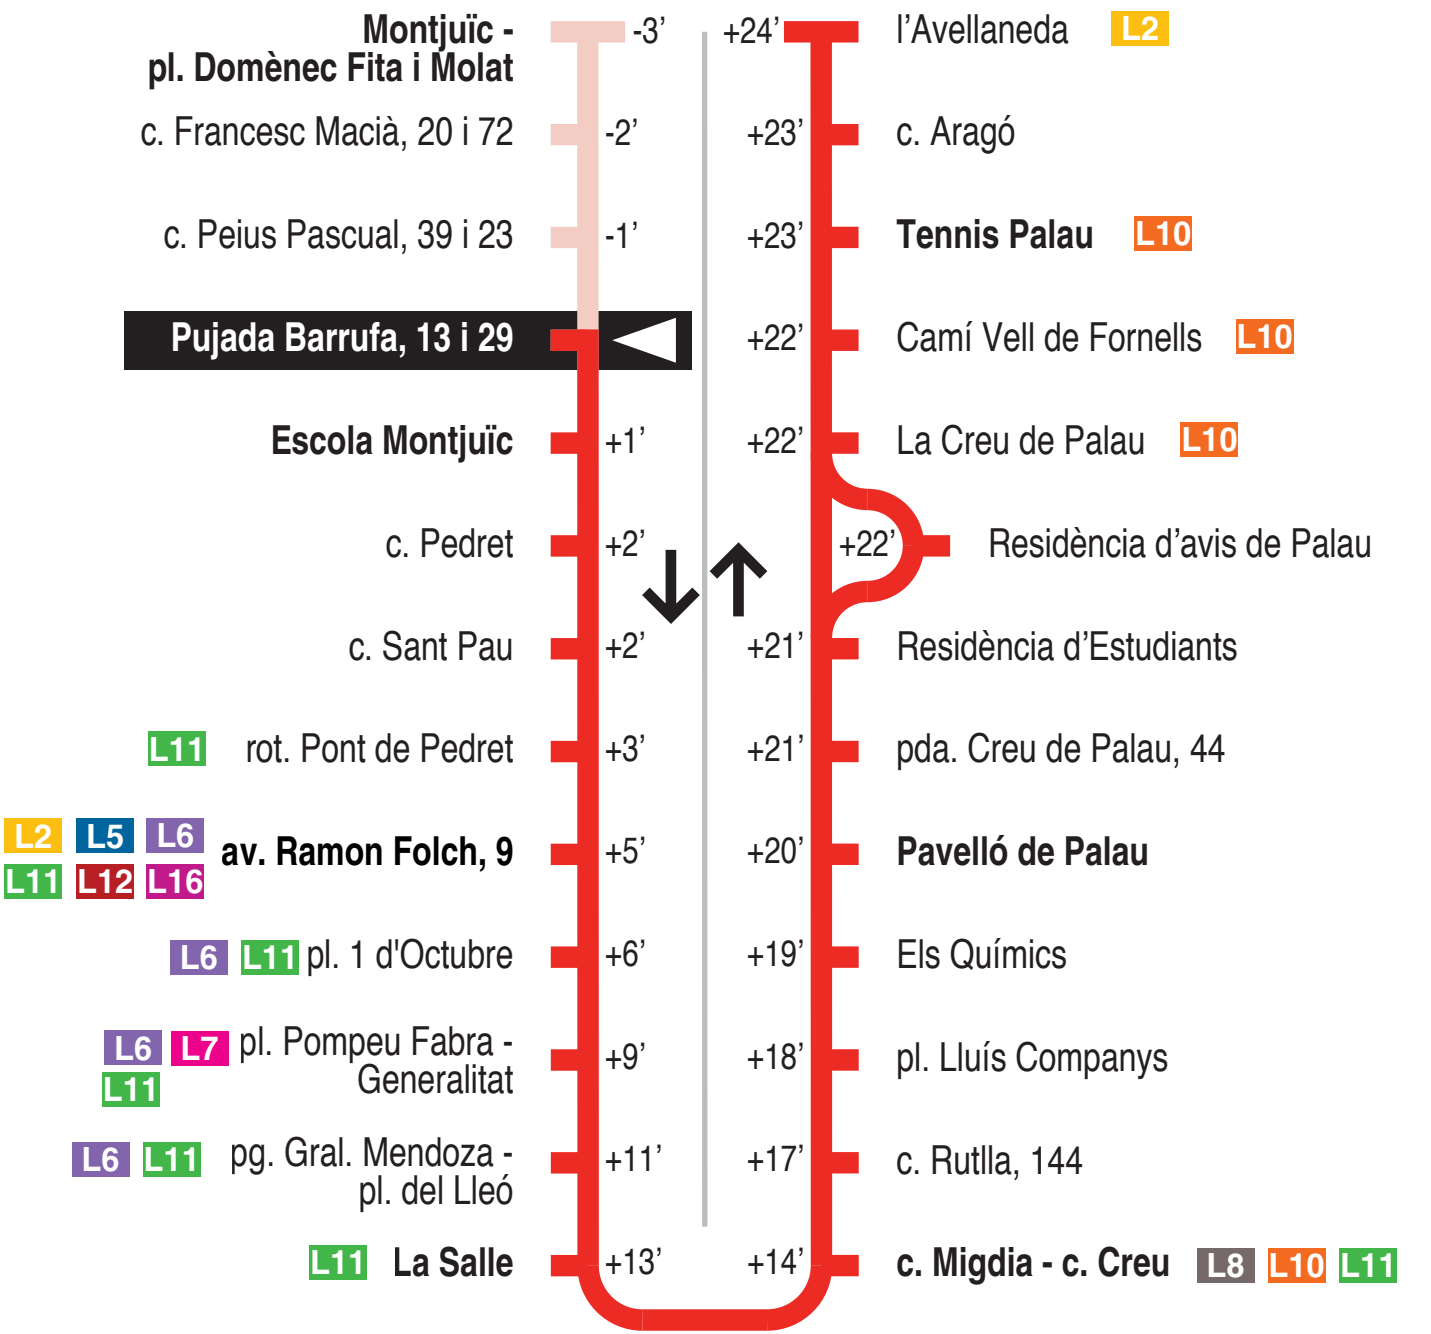 Montjuïc -
pl. Domènec Fita i Molat
-3’
c. Francesc Macià, 20 i 72
-2’
c. Peius Pascual, 39 i 23
-1’
Pujada Barrufa, 13 i 29
Escola Montjuïc
+1’
c. Pedret
+2’
c. Sant Pau
+2’
L11 rot. Pont de Pedret
+3’
L2 L5 L6
L11 L12 L16
av. Ramon Folch, 9
+5’
L6 L11 pl. 1 d'Octubre
+6’
L6 L7 pl. Pompeu Fabra -
L11 Generalitat
+9’
L6 L11 pg. Gral. Mendoza -
pl. del Lleó
+11’
L11 La Salle
+13’
+24’ l’Avellaneda L2
+23’ c. Aragó
+23’ Tennis Palau L10
+22’ Camí Vell de Fornells L10
+22’ La Creu de Palau L10
+22’ Residència d’avis de Palau
+21’ Residència d’Estudiants
+21’ pda. Creu de Palau, 44
+20’ Pavelló de Palau
+19’ Els Químics
+18’ pl. Lluís Companys
+17’ c. Rutlla, 144
+14’ c. Migdia - c. Creu L8 L10 L11